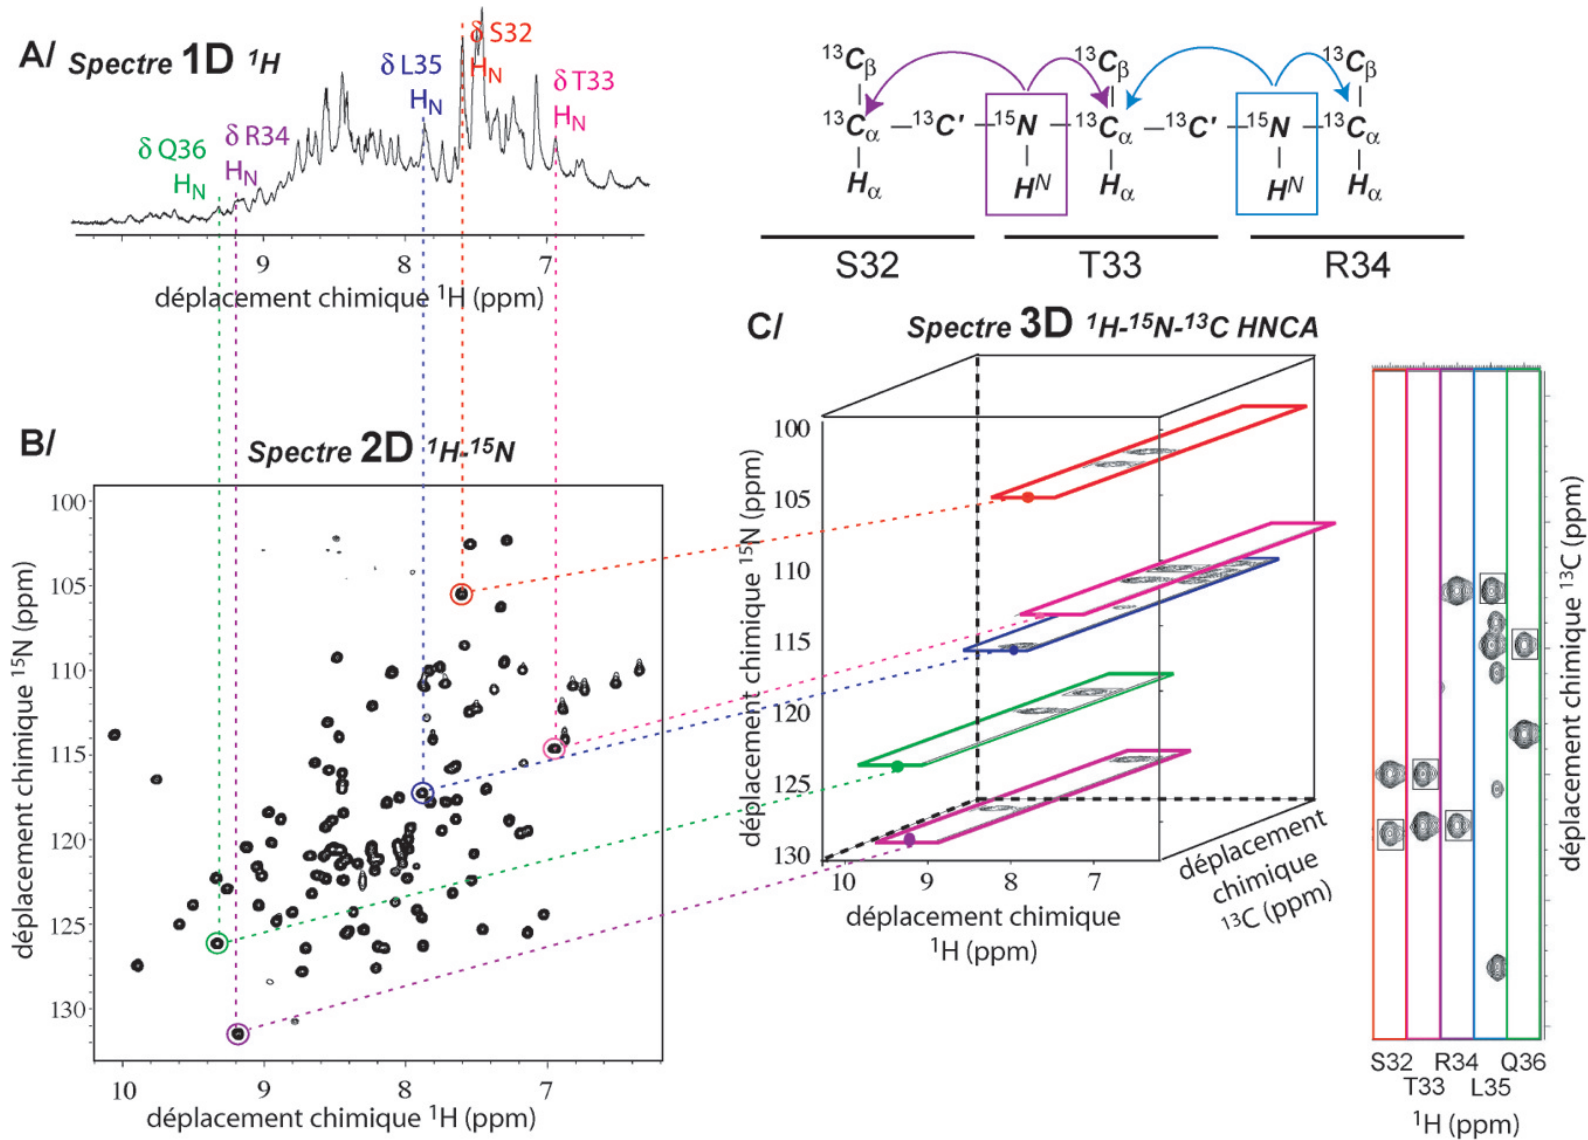 A/ Spectre 1D ¹H
δ S32
H_N
δ L35
H_N
δ T33
H_N
δ Q36
H_N
δ R34
H_N
9 8 7
déplacement chimique ¹H (ppm)
¹³Cβ ¹³Cβ ¹³Cβ
¹³Cα – ¹³C' – ¹⁵N – ¹³Cα – ¹³C' – ¹⁵N – ¹³Cα
Hα Hᴺ Hα Hᴺ Hα
S32 T33 R34
B/ Spectre 2D ¹H-¹⁵N
100
105
110
115
120
125
130
déplacement chimique ¹⁵N (ppm)
10 9 8 7
déplacement chimique ¹H (ppm)
C/ Spectre 3D ¹H-¹⁵N-¹³C HNCA
100
105
110
115
120
125
130
déplacement chimique ¹⁵N (ppm)
10 9 8 7
déplacement chimique
¹H (ppm)
déplacement
chimique
¹³C (ppm)
déplacement chimique ¹³C (ppm)
S32 R34 Q36
T33 L35
¹H (ppm)